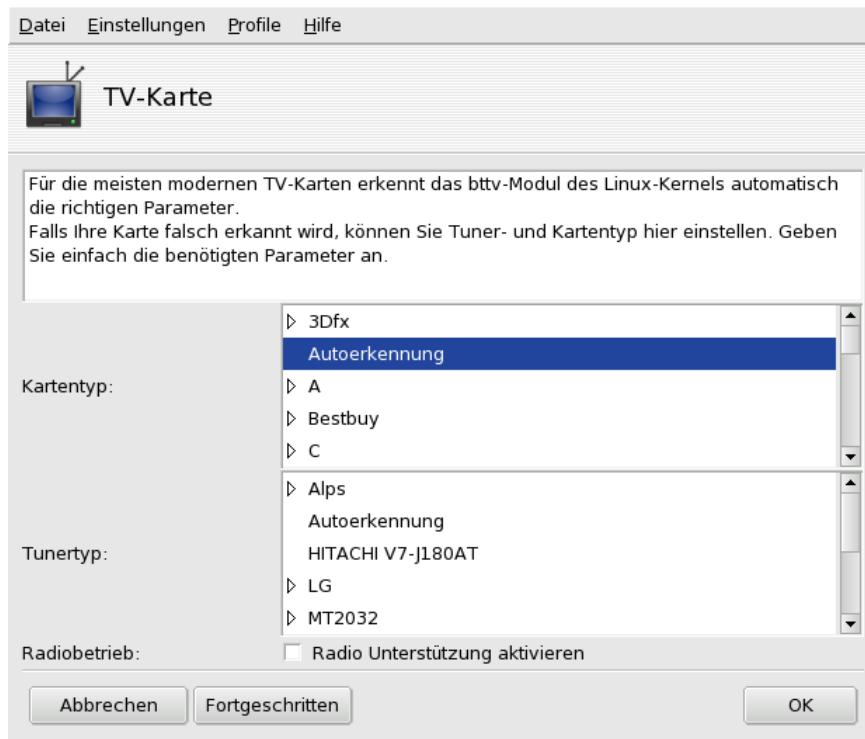 Datei Einstellungen Profile Hilfe
TV-Karte
Für die meisten modernen TV-Karten erkennt das bttv-Modul des Linux-Kernels automatisch
die richtigen Parameter.
Falls Ihre Karte falsch erkannt wird, können Sie Tuner- und Kartentyp hier einstellen. Geben
Sie einfach die benötigten Parameter an.
Kartentyp:
3Dfx
Autoerkennung
A
Bestbuy
C
Tunertyp:
Alps
Autoerkennung
HITACHI V7-J180AT
LG
MT2032
Radiobetrieb: Radio Unterstützung aktivieren
Abbrechen Fortgeschritten OK